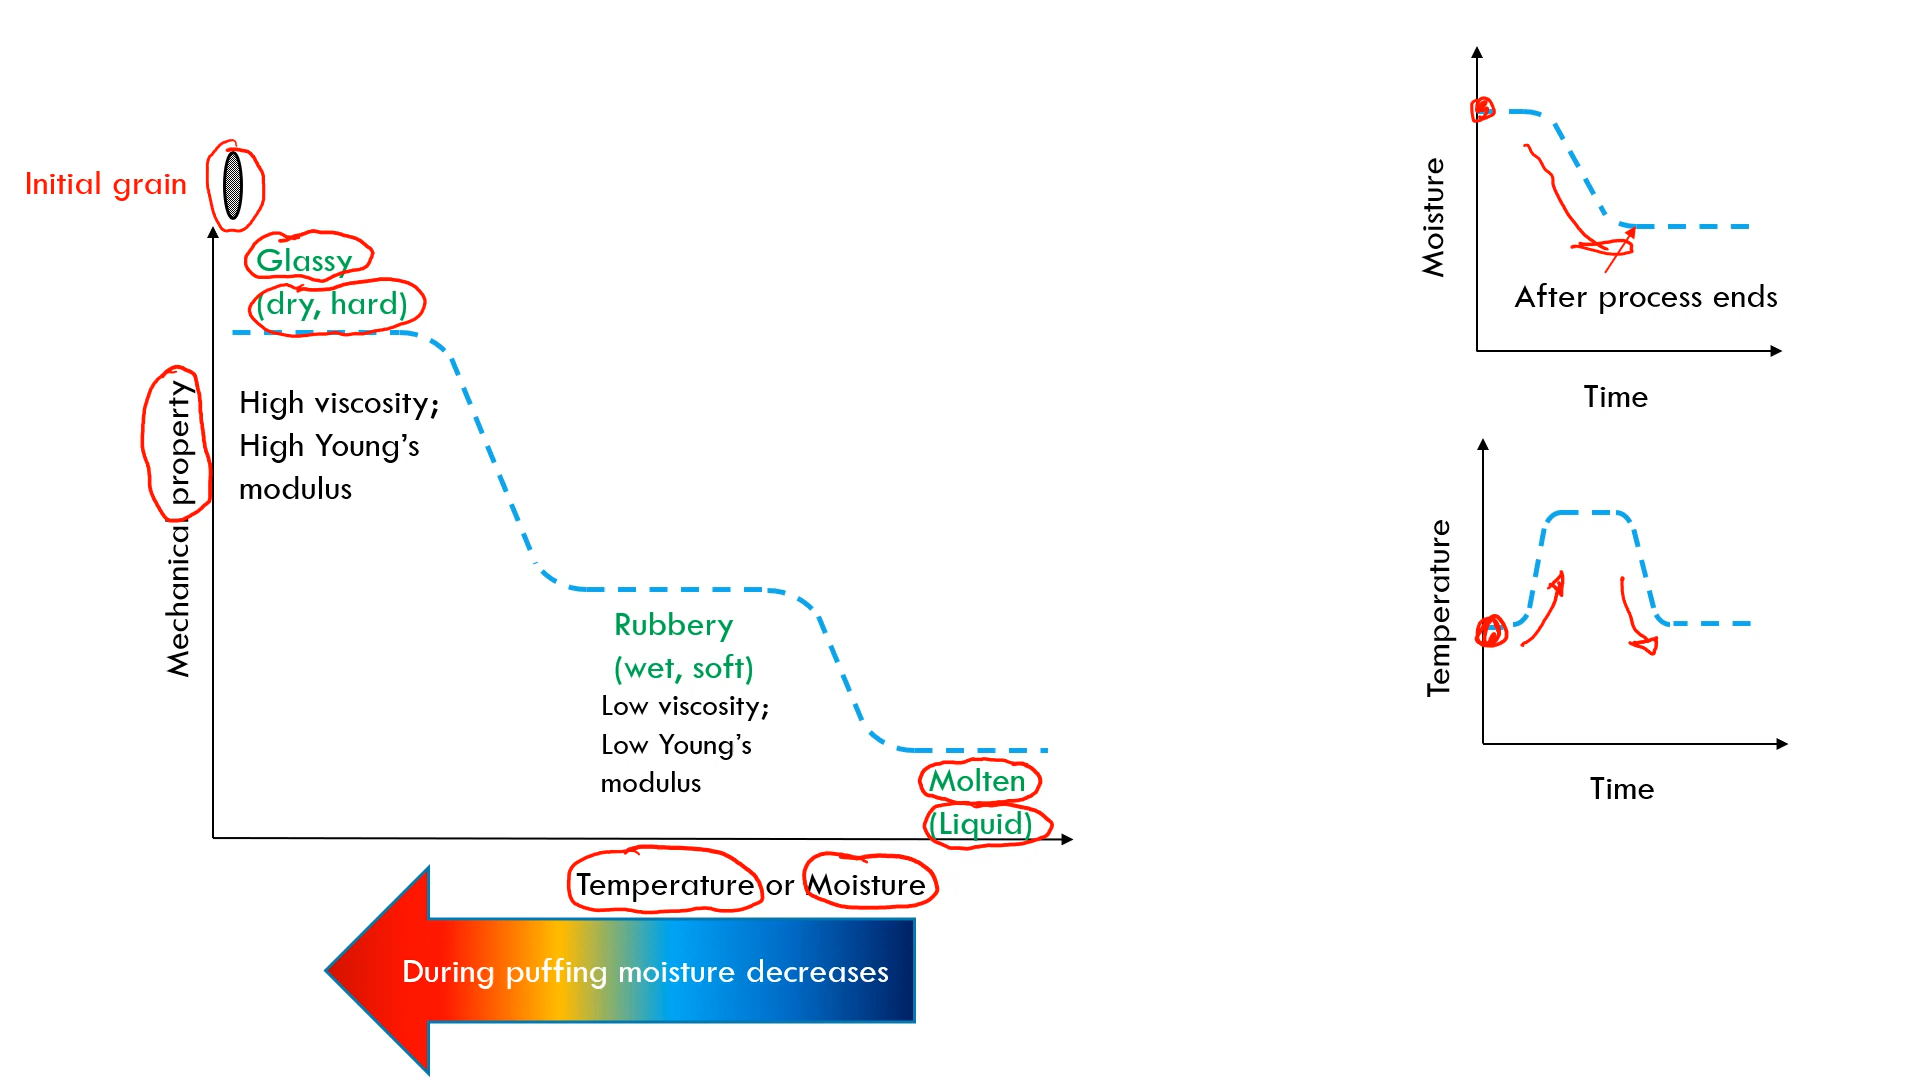 Initial grain
Glassy
(dry, hard)
High viscosity;
High Young's
modulus
Mechanical property
Rubbery
(wet, soft)
Low viscosity;
Low Young's
modulus
Molten
(Liquid)
Temperature or Moisture
During puffing moisture decreases
Moisture
After process ends
Time
Temperature
Time